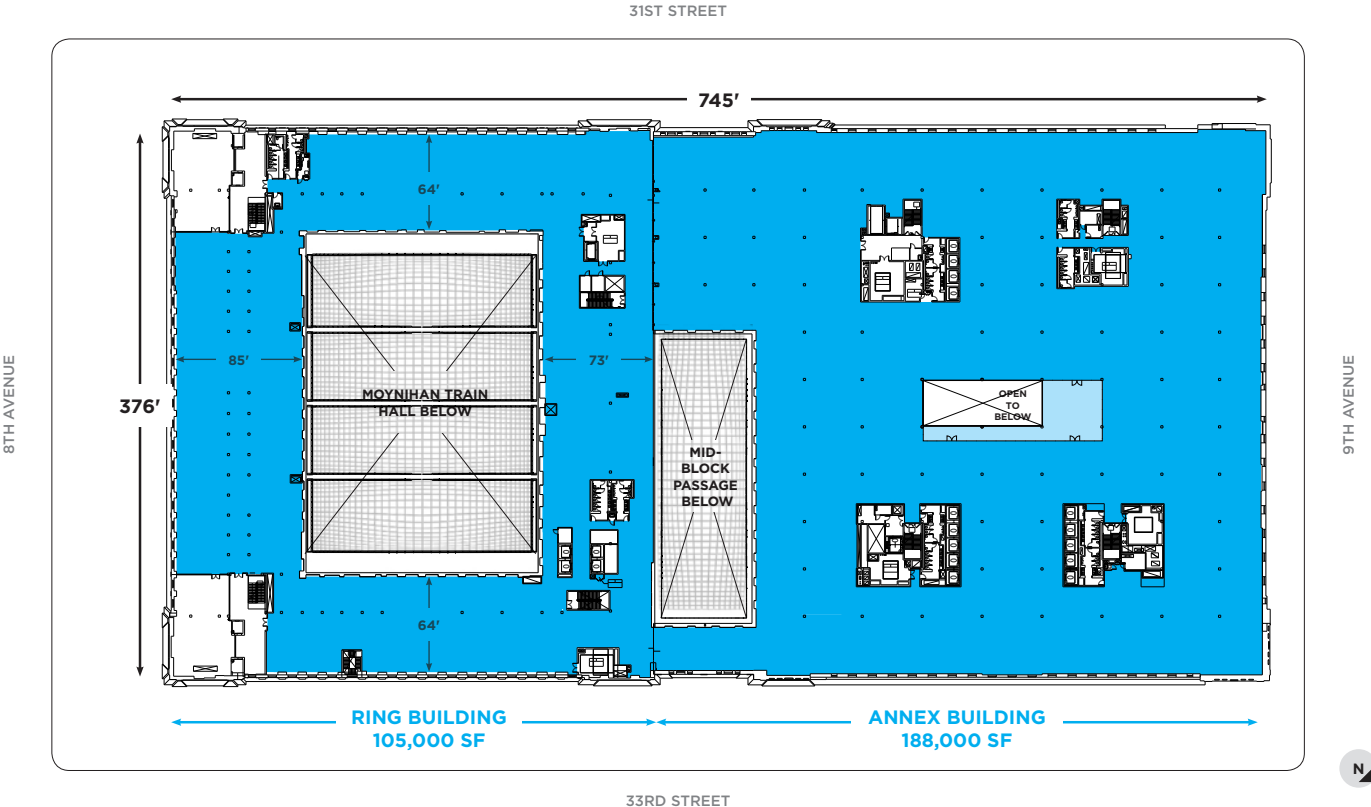 31ST STREET
745'
64'
8TH AVENUE
376'
85'
MOYNIHAN TRAIN
HALL BELOW
73'
MID-
BLOCK
PASSAGE
BELOW
OPEN
TO
BELOW
9TH AVENUE
64'
RING BUILDING
105,000 SF
ANNEX BUILDING
188,000 SF
N
33RD STREET